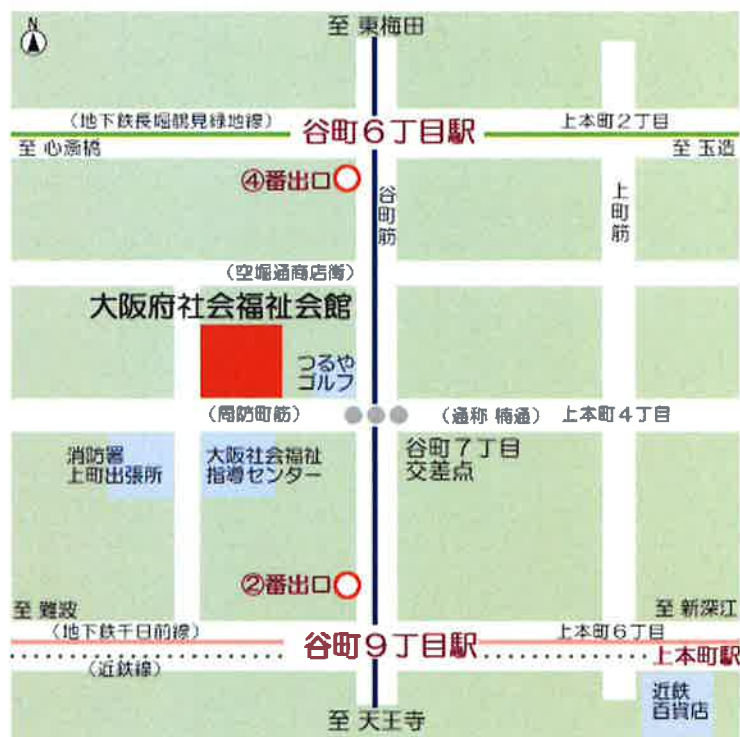 N
至 東梅田
(地下鉄長堀鶴見緑地線)
谷町6丁目駅
上本町2丁目
至 心斎橋
至 玉造
④番出口
谷町筋
上町筋
(空堀通商店街)
大阪府社会福祉会館
つるや
ゴルフ
(周防町筋)
(通称 楠通)
上本町4丁目
消防署
上町出張所
大阪社会福祉
指導センター
谷町7丁目
交差点
②番出口
至 難波
至 新深江
(地下鉄千日前線)
谷町9丁目駅
上本町6丁目
上本町駅
(近鉄線)
近鉄
百貨店
至 天王寺